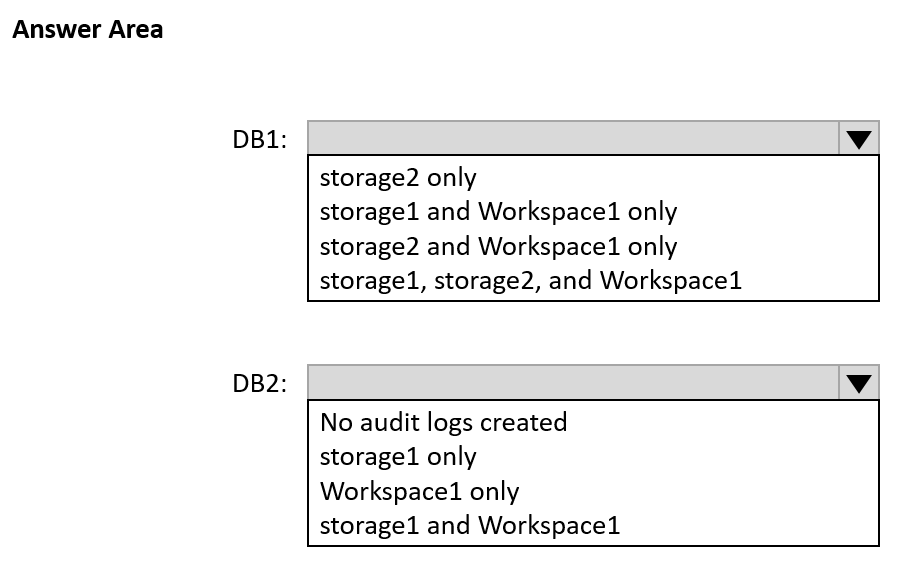 Answer Area
DB1:
storage2 only
storage1 and Workspace1 only
storage2 and Workspace1 only
storage1, storage2, and Workspace1
DB2:
No audit logs created
storage1 only
Workspace1 only
storage1 and Workspace1